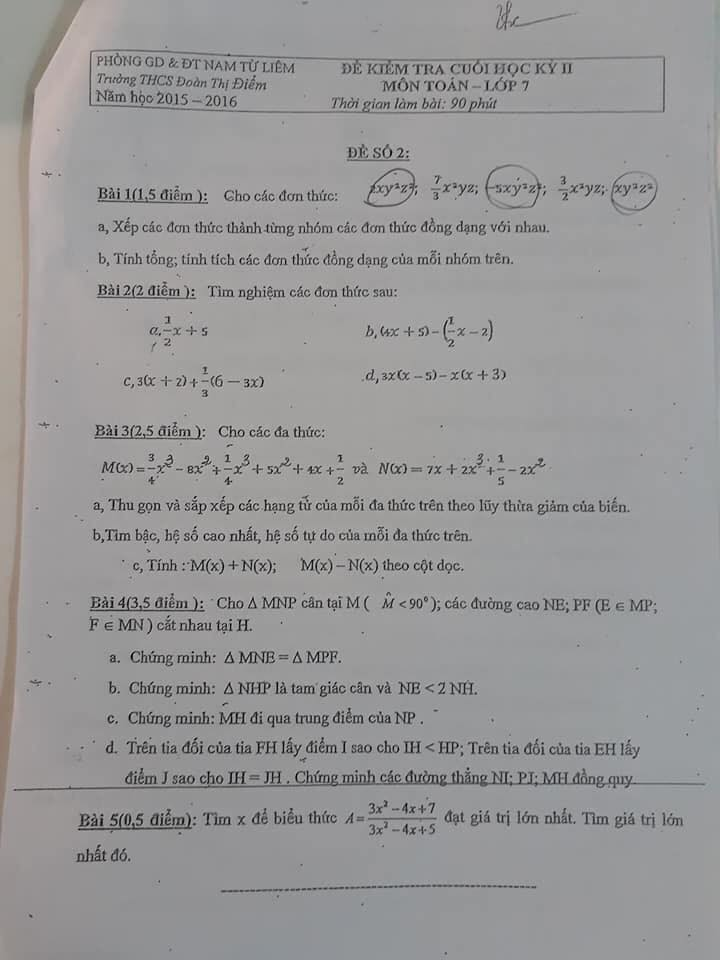 PHÒNG GD & ĐT NAM TỪ LIÊM
Trường THCS Đoàn Thị Điểm
Năm học 2015 – 2016
ĐỀ KIỂM TRA CUỐI HỌC KỲ II
MÔN TOÁN – LỚP 7
Thời gian làm bài: 90 phút
ĐỀ SỐ 2:
Bài 1(1,5 điểm ): Cho các đơn thức: 2xy²z²; 7/3 x²yz; −5xy²z²; 3/2 x²yz; xy²z²
a, Xếp các đơn thức thành từng nhóm các đơn thức đồng dạng với nhau.
b, Tính tổng; tính tích các đơn thức đồng dạng của mỗi nhóm trên.
Bài 2(2 điểm ): Tìm nghiệm các đơn thức sau:
a, 1/2 x + 5 b, (4x + 5) − (1/2 x − 2)
c, 3(x + 2) + 1/3 (6 − 3x) d, 3x(x − 5) − x(x + 3)
Bài 3(2,5 điểm ): Cho các đa thức:
M(x) = 3/4 x³ − 8x² + 1/4 x³ + 5x² + 4x + 1/2 và N(x) = 7x + 2x³ + 1/5 − 2x²
a, Thu gọn và sắp xếp các hạng tử của mỗi đa thức trên theo lũy thừa giảm của biến.
b,Tìm bậc, hệ số cao nhất, hệ số tự do của mỗi đa thức trên.
c, Tính : M(x) + N(x); M(x) – N(x) theo cột dọc.
Bài 4(3,5 điểm ): Cho Δ MNP cân tại M ( M̂ < 90⁰ ); các đường cao NE; PF (E ∈ MP;
F ∈ MN ) cắt nhau tại H.
a. Chứng minh: Δ MNE = Δ MPF.
b. Chứng minh: Δ NHP là tam giác cân và NE < 2 NH.
c. Chứng minh: MH đi qua trung điểm của NP .
d. Trên tia đối của tia FH lấy điểm I sao cho IH < HP; Trên tia đối của tia EH lấy
điểm J sao cho IH = JH . Chứng minh các đường thẳng NI; PJ; MH đồng quy.
Bài 5(0,5 điểm): Tìm x để biểu thức A = (3x² − 4x + 7)/(3x² − 4x + 5) đạt giá trị lớn nhất. Tìm giá trị lớn
nhất đó.